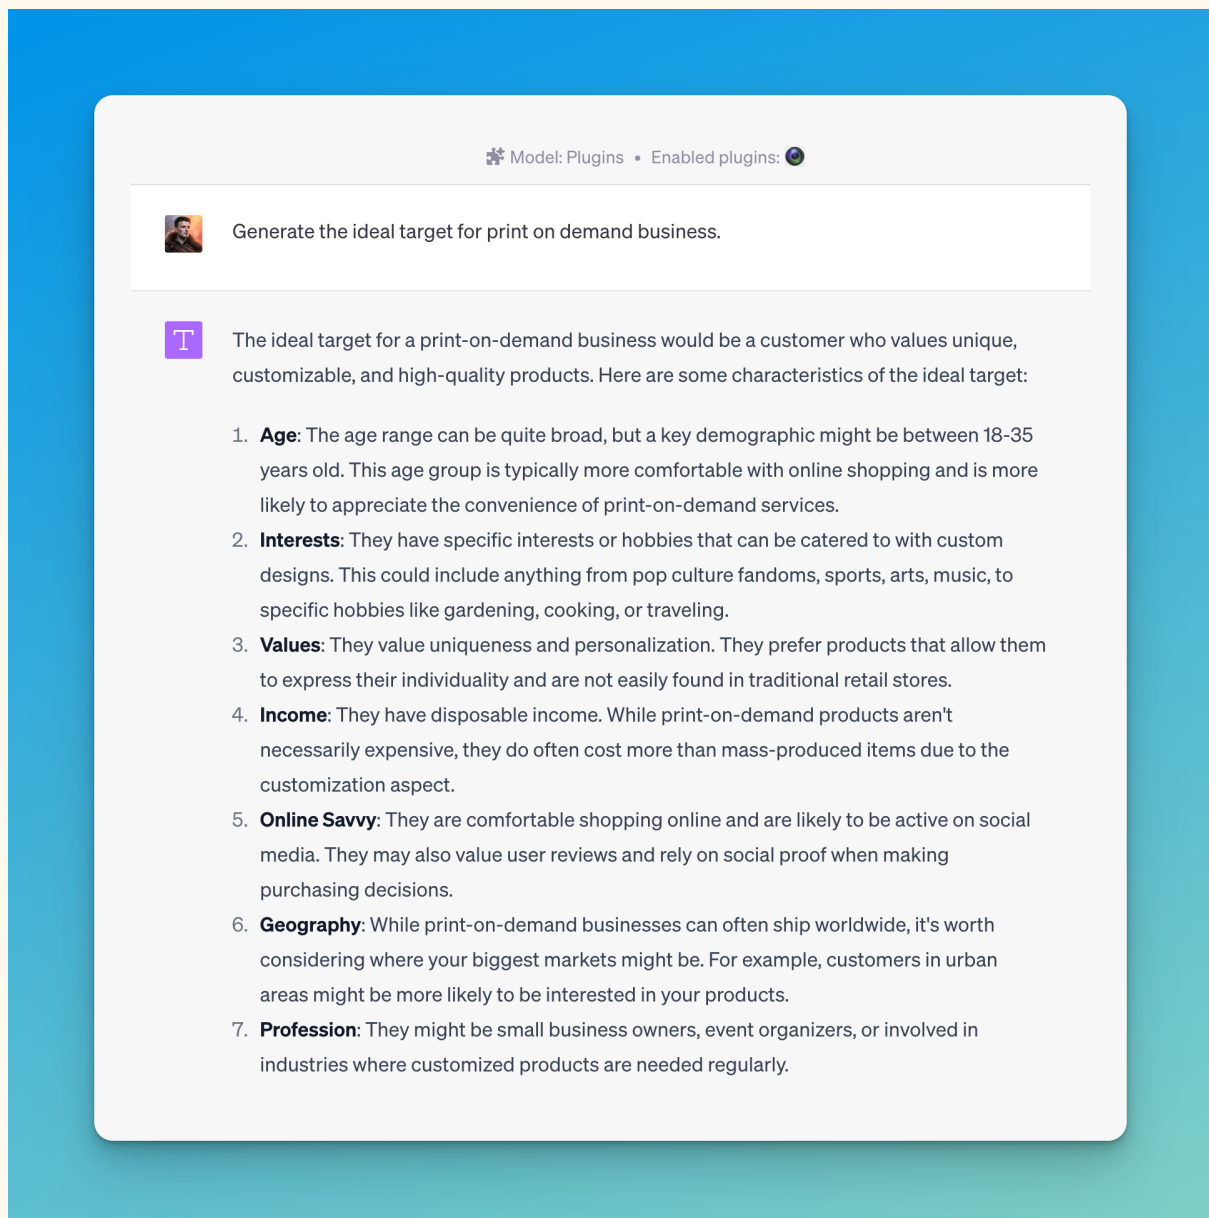 Model: Plugins • Enabled plugins:
Generate the ideal target for print on demand business.
T
The ideal target for a print-on-demand business would be a customer who values unique,
customizable, and high-quality products. Here are some characteristics of the ideal target:
1. Age: The age range can be quite broad, but a key demographic might be between 18-35
years old. This age group is typically more comfortable with online shopping and is more
likely to appreciate the convenience of print-on-demand services.
2. Interests: They have specific interests or hobbies that can be catered to with custom
designs. This could include anything from pop culture fandoms, sports, arts, music, to
specific hobbies like gardening, cooking, or traveling.
3. Values: They value uniqueness and personalization. They prefer products that allow them
to express their individuality and are not easily found in traditional retail stores.
4. Income: They have disposable income. While print-on-demand products aren't
necessarily expensive, they do often cost more than mass-produced items due to the
customization aspect.
5. Online Savvy: They are comfortable shopping online and are likely to be active on social
media. They may also value user reviews and rely on social proof when making
purchasing decisions.
6. Geography: While print-on-demand businesses can often ship worldwide, it's worth
considering where your biggest markets might be. For example, customers in urban
areas might be more likely to be interested in your products.
7. Profession: They might be small business owners, event organizers, or involved in
industries where customized products are needed regularly.